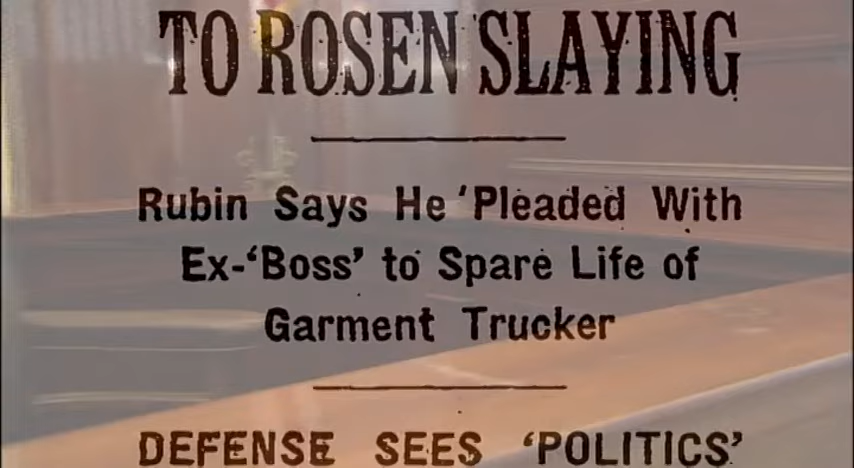 TO ROSEN SLAYING
Rubin Says He 'Pleaded With
Ex-'Boss' to Spare Life of
Garment Trucker
DEFENSE SEES 'POLITICS'